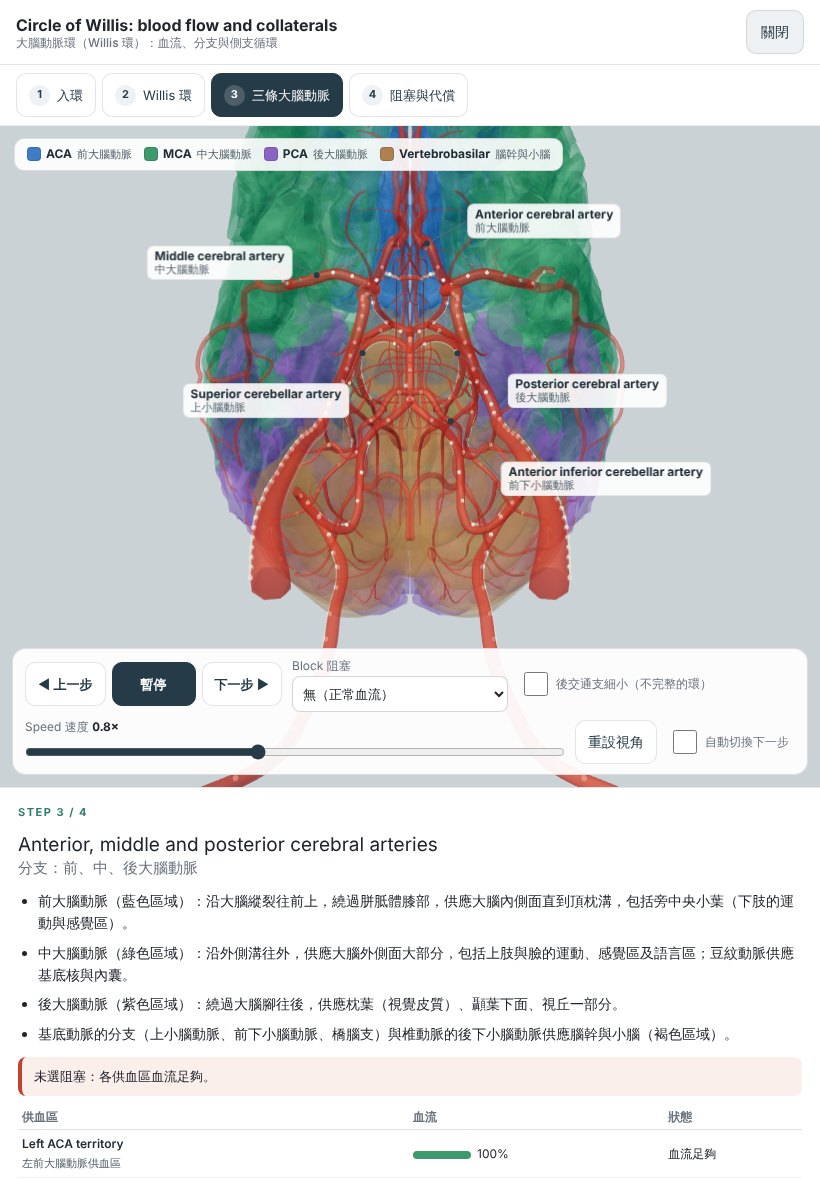 Circle of Willis: blood flow and collaterals
大腦動脈環（Willis 環）：血流、分支與側支循環
關閉
1 入環
2 Willis 環
3 三條大腦動脈
4 阻塞與代償
ACA 前大腦動脈 MCA 中大腦動脈 PCA 後大腦動脈 Vertebrobasilar 腦幹與小腦
Anterior cerebral artery
前大腦動脈
Middle cerebral artery
中大腦動脈
Posterior cerebral artery
後大腦動脈
Superior cerebellar artery
上小腦動脈
Anterior inferior cerebellar artery
前下小腦動脈
◀ 上一步
暫停
下一步 ▶
Block 阻塞
無（正常血流）
後交通支細小（不完整的環）
Speed 速度 0.8×
重設視角
自動切換下一步
STEP 3 / 4
Anterior, middle and posterior cerebral arteries
分支：前、中、後大腦動脈
前大腦動脈（藍色區域）：沿大腦縱裂往前上，繞過胼胝體膝部，供應大腦內側面直到頂枕溝，包括旁中央小葉（下肢的運
動與感覺區）。
中大腦動脈（綠色區域）：沿外側溝往外，供應大腦外側面大部分，包括上肢與臉的運動、感覺區及語言區；豆紋動脈供應
基底核與內囊。
後大腦動脈（紫色區域）：繞過大腦腳往後，供應枕葉（視覺皮質）、顳葉下面、視丘一部分。
基底動脈的分支（上小腦動脈、前下小腦動脈、橋腦支）與椎動脈的後下小腦動脈供應腦幹與小腦（褐色區域）。
未選阻塞：各供血區血流足夠。
供血區 血流 狀態
Left ACA territory
左前大腦動脈供血區
100%
血流足夠